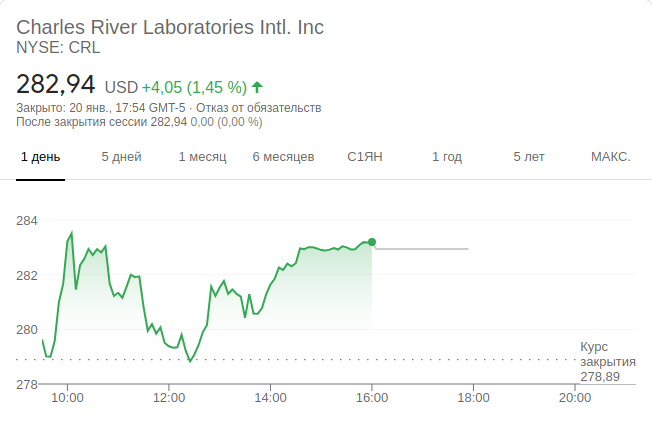 Charles River Laboratories Intl. Inc
NYSE: CRL
282,94 USD +4,05 (1,45 %)
Закрыто: 20 янв., 17:54 GMT-5 · Отказ от обязательств
После закрытия сессии 282,94 0,00 (0,00 %)
1 день 5 дней 1 месяц 6 месяцев С1ЯН 1 год 5 лет МАКС.
284
282
280
Курс
закрытия
278,89
278
10:00 12:00 14:00 16:00 18:00 20:00